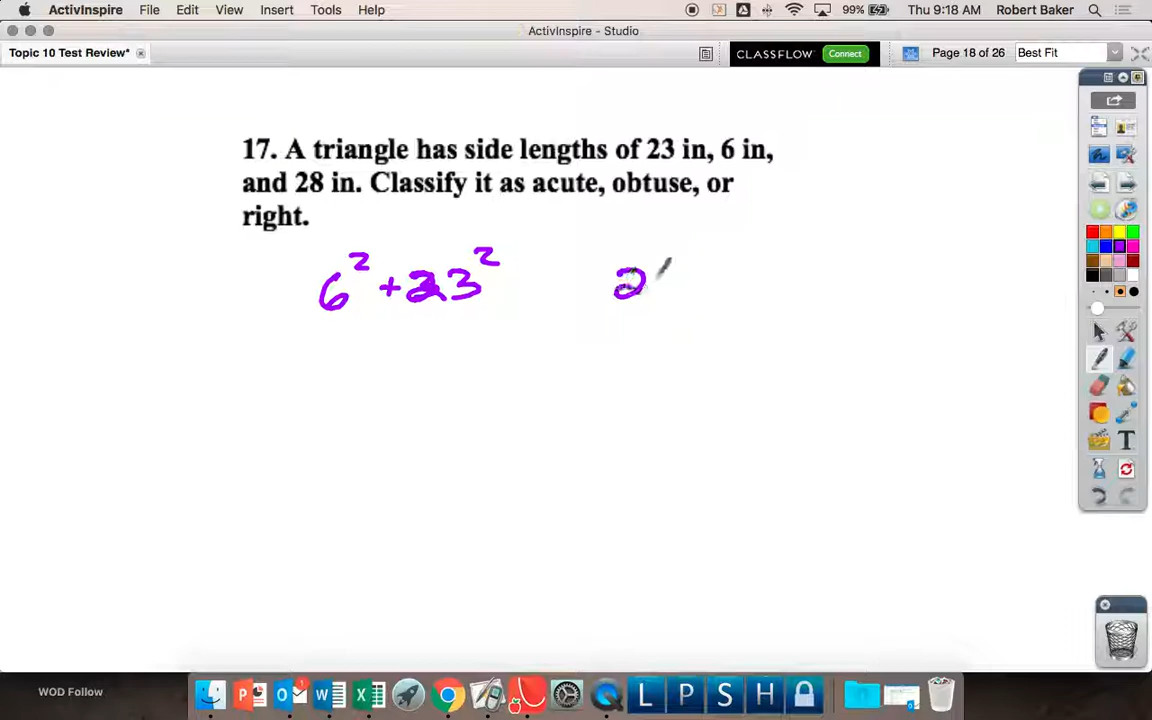 ActivInspire File Edit View Insert Tools Help 99% Thu 9:18 AM Robert Baker
ActivInspire - Studio
Topic 10 Test Review* CLASSFLOW Connect Page 18 of 26 Best Fit
17. A triangle has side lengths of 23 in, 6 in,
and 28 in. Classify it as acute, obtuse, or
right.
6² + 23² 2
T
WOD Follow
1
L P S H